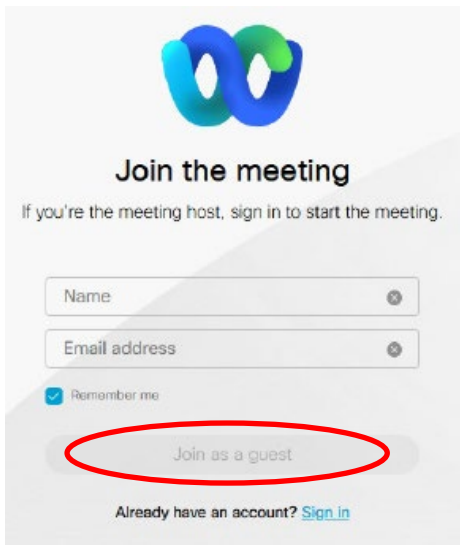 Join the meeting
If you're the meeting host, sign in to start the meeting.
Name
Email address
Remember me
Join as a guest
Already have an account? Sign in